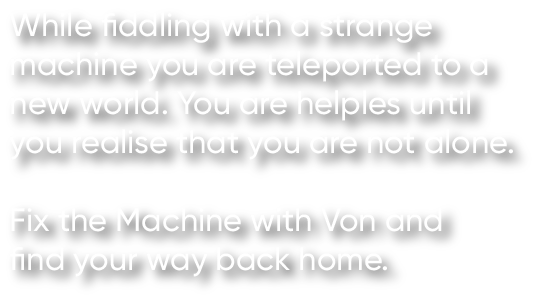 While fiddling with a strange
machine you are teleported to a
new world. You are helples until
you realise that you are not alone.
Fix the Machine with Von and
find your way back home.